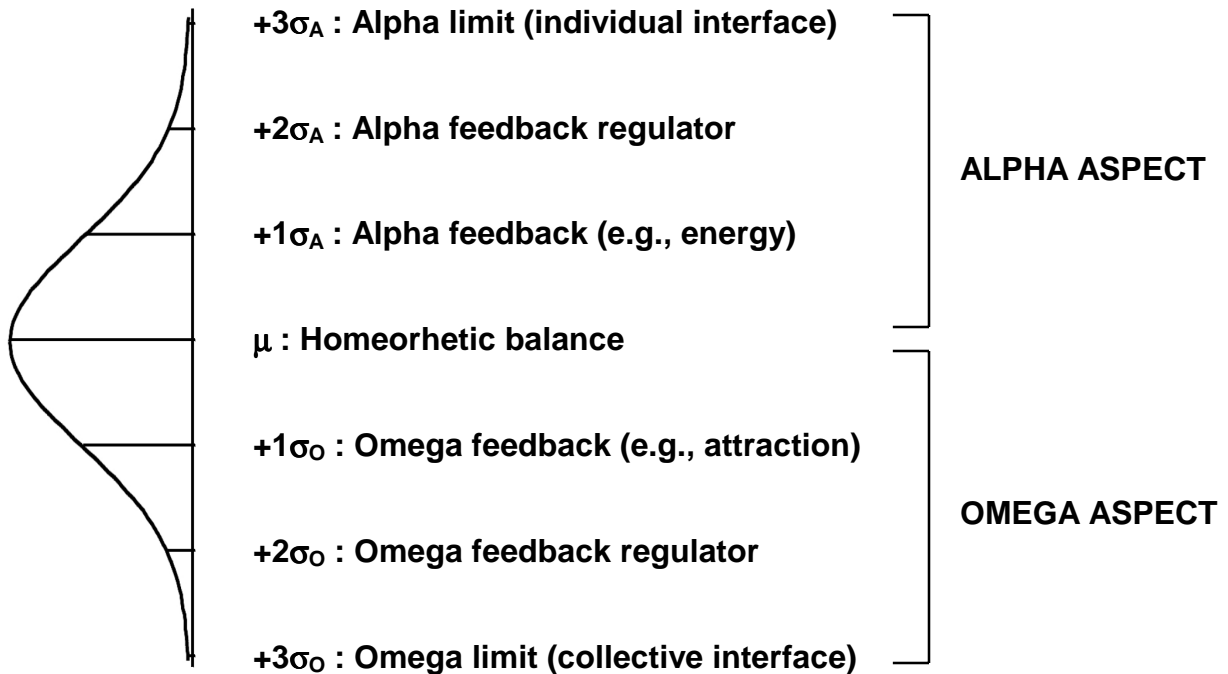 +3σA : Alpha limit (individual interface)
+2σA : Alpha feedback regulator
ALPHA ASPECT
+1σA : Alpha feedback (e.g., energy)
μ : Homeorhetic balance
+1σO : Omega feedback (e.g., attraction)
OMEGA ASPECT
+2σO : Omega feedback regulator
+3σO : Omega limit (collective interface)